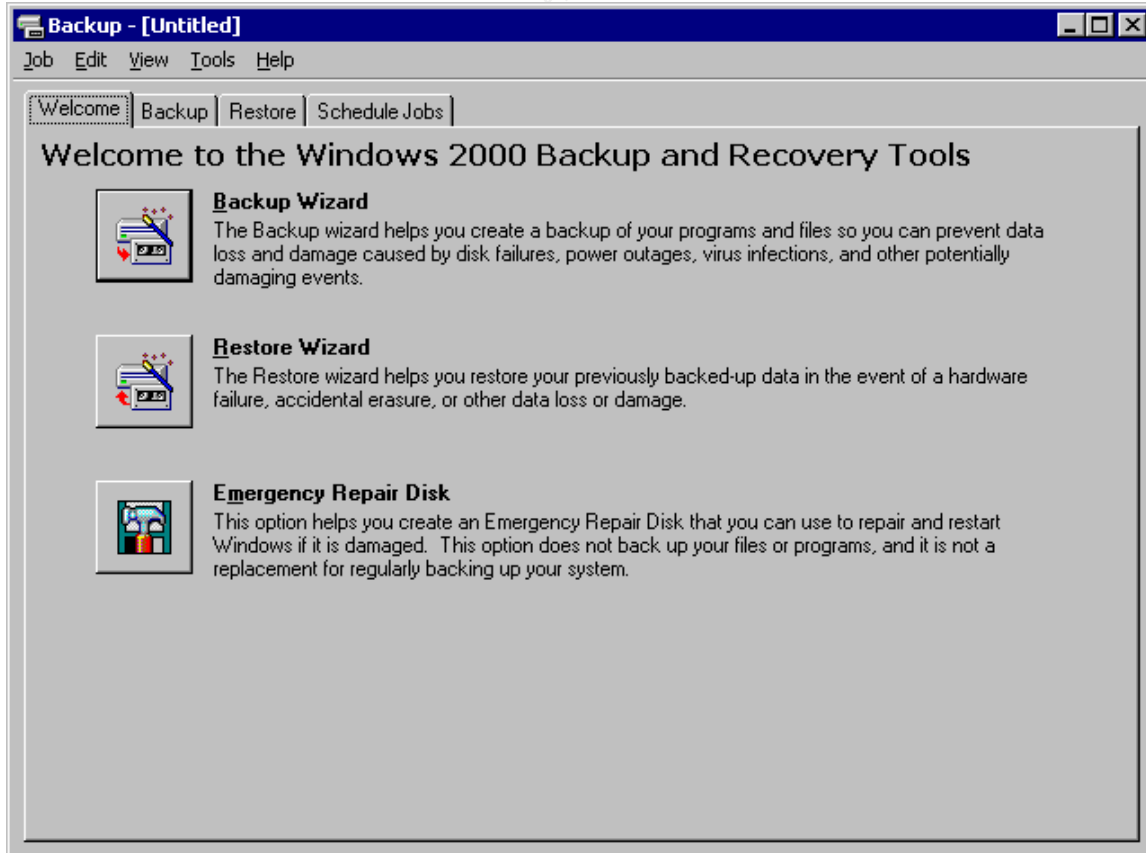 Backup - [Untitled]
Job Edit View Tools Help
Welcome Backup Restore Schedule Jobs
Welcome to the Windows 2000 Backup and Recovery Tools
Backup Wizard
The Backup wizard helps you create a backup of your programs and files so you can prevent data
loss and damage caused by disk failures, power outages, virus infections, and other potentially
damaging events.
Restore Wizard
The Restore wizard helps you restore your previously backed-up data in the event of a hardware
failure, accidental erasure, or other data loss or damage.
Emergency Repair Disk
This option helps you create an Emergency Repair Disk that you can use to repair and restart
Windows if it is damaged.  This option does not back up your files or programs, and it is not a
replacement for regularly backing up your system.